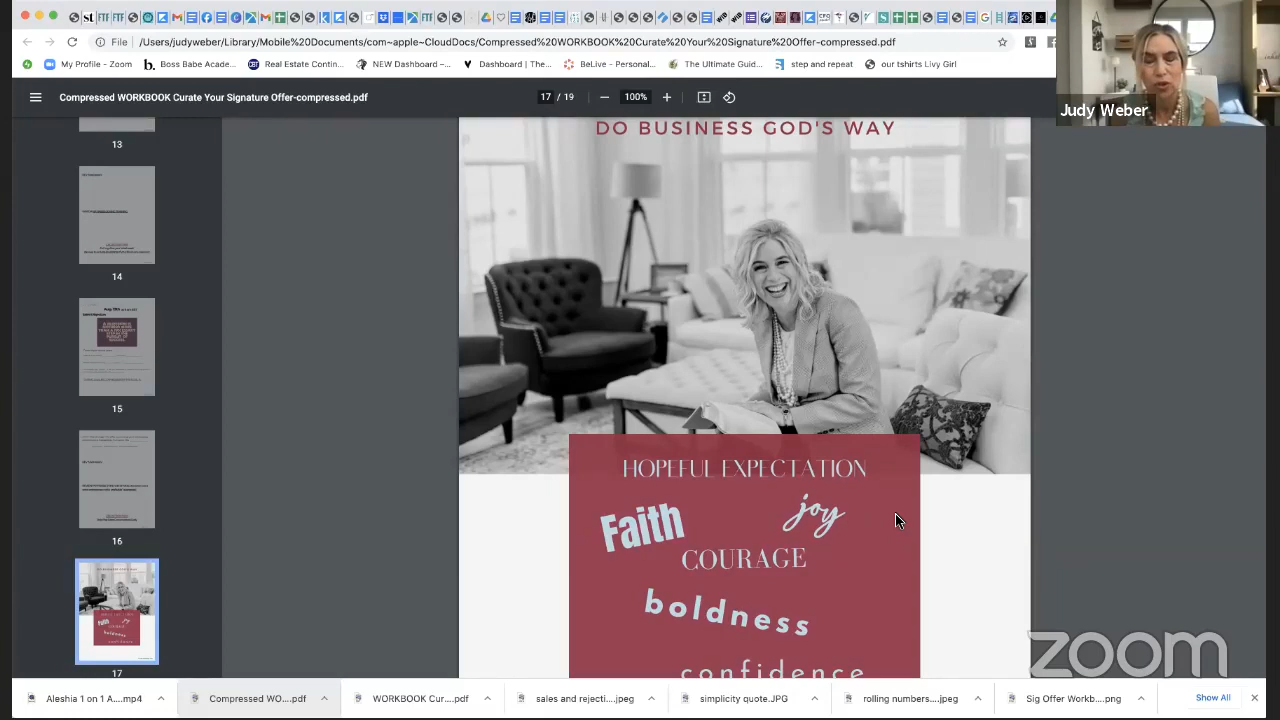 File
/Users/judyweber/Library/Mobile%20Documents/com~apple~CloudDocs/Compressed%20WORKBOOK%20Curate%20Your%20Signature%20Offer-compressed.pdf
My Profile - Zoom
Boss Babe Acade...
Real Estate Contin...
NEW Dashboard –...
Dashboard | The...
BeLive - Personal...
The Ultimate Guid...
step and repeat
our tshirts Livy Girl
Judy Weber
Compressed WORKBOOK Curate Your Signature Offer-compressed.pdf
17 / 19
100%
DO BUSINESS GOD'S WAY
HOPEFUL EXPECTATION
Faith
joy
COURAGE
boldness
confidence
13
14
15
16
17
zoom
Aleshia 1 on 1 A....mp4
Compressed WO....pdf
WORKBOOK Cur....pdf
sales and rejecti....jpeg
simplicity quote.JPG
rolling numbers....jpeg
Sig Offer Workb....png
Show All